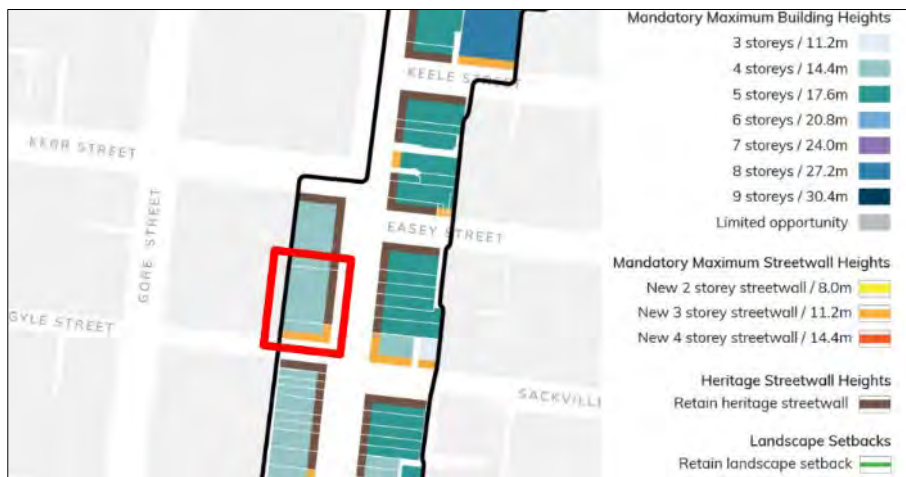 Mandatory Maximum Building Heights
3 storeys / 11.2m
4 storeys / 14.4m
5 storeys / 17.6m
6 storeys / 20.8m
7 storeys / 24.0m
8 storeys / 27.2m
9 storeys / 30.4m
Limited opportunity
Mandatory Maximum Streetwall Heights
New 2 storey streetwall / 8.0m
New 3 storey streetwall / 11.2m
New 4 storey streetwall / 14.4m
Heritage Streetwall Heights
Retain heritage streetwall
Landscape Setbacks
Retain landscape setback
KEELE STREET
KERR STREET
EASEY STREET
GORE STREET
GYLE STREET
SACKVILLE